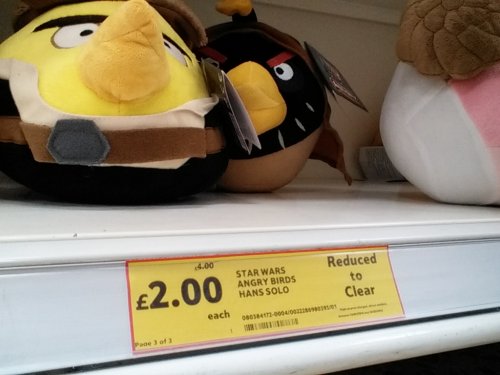 £4.00
£2.00
each
STAR WARS
ANGRY BIRDS
HANS SOLO
Reduced
to
Clear
Page 3 of 3